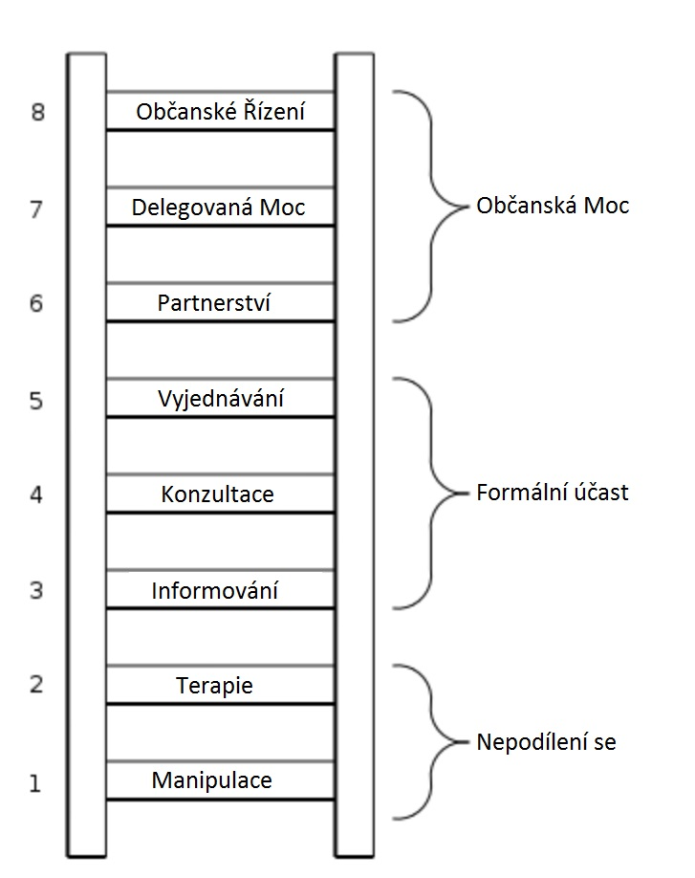 8 Občanské Řízení
7 Delegovaná Moc
Občanská Moc
6 Partnerství
5 Vyjednávání
4 Konzultace
Formální účast
3 Informování
2 Terapie
Nepodílení se
1 Manipulace